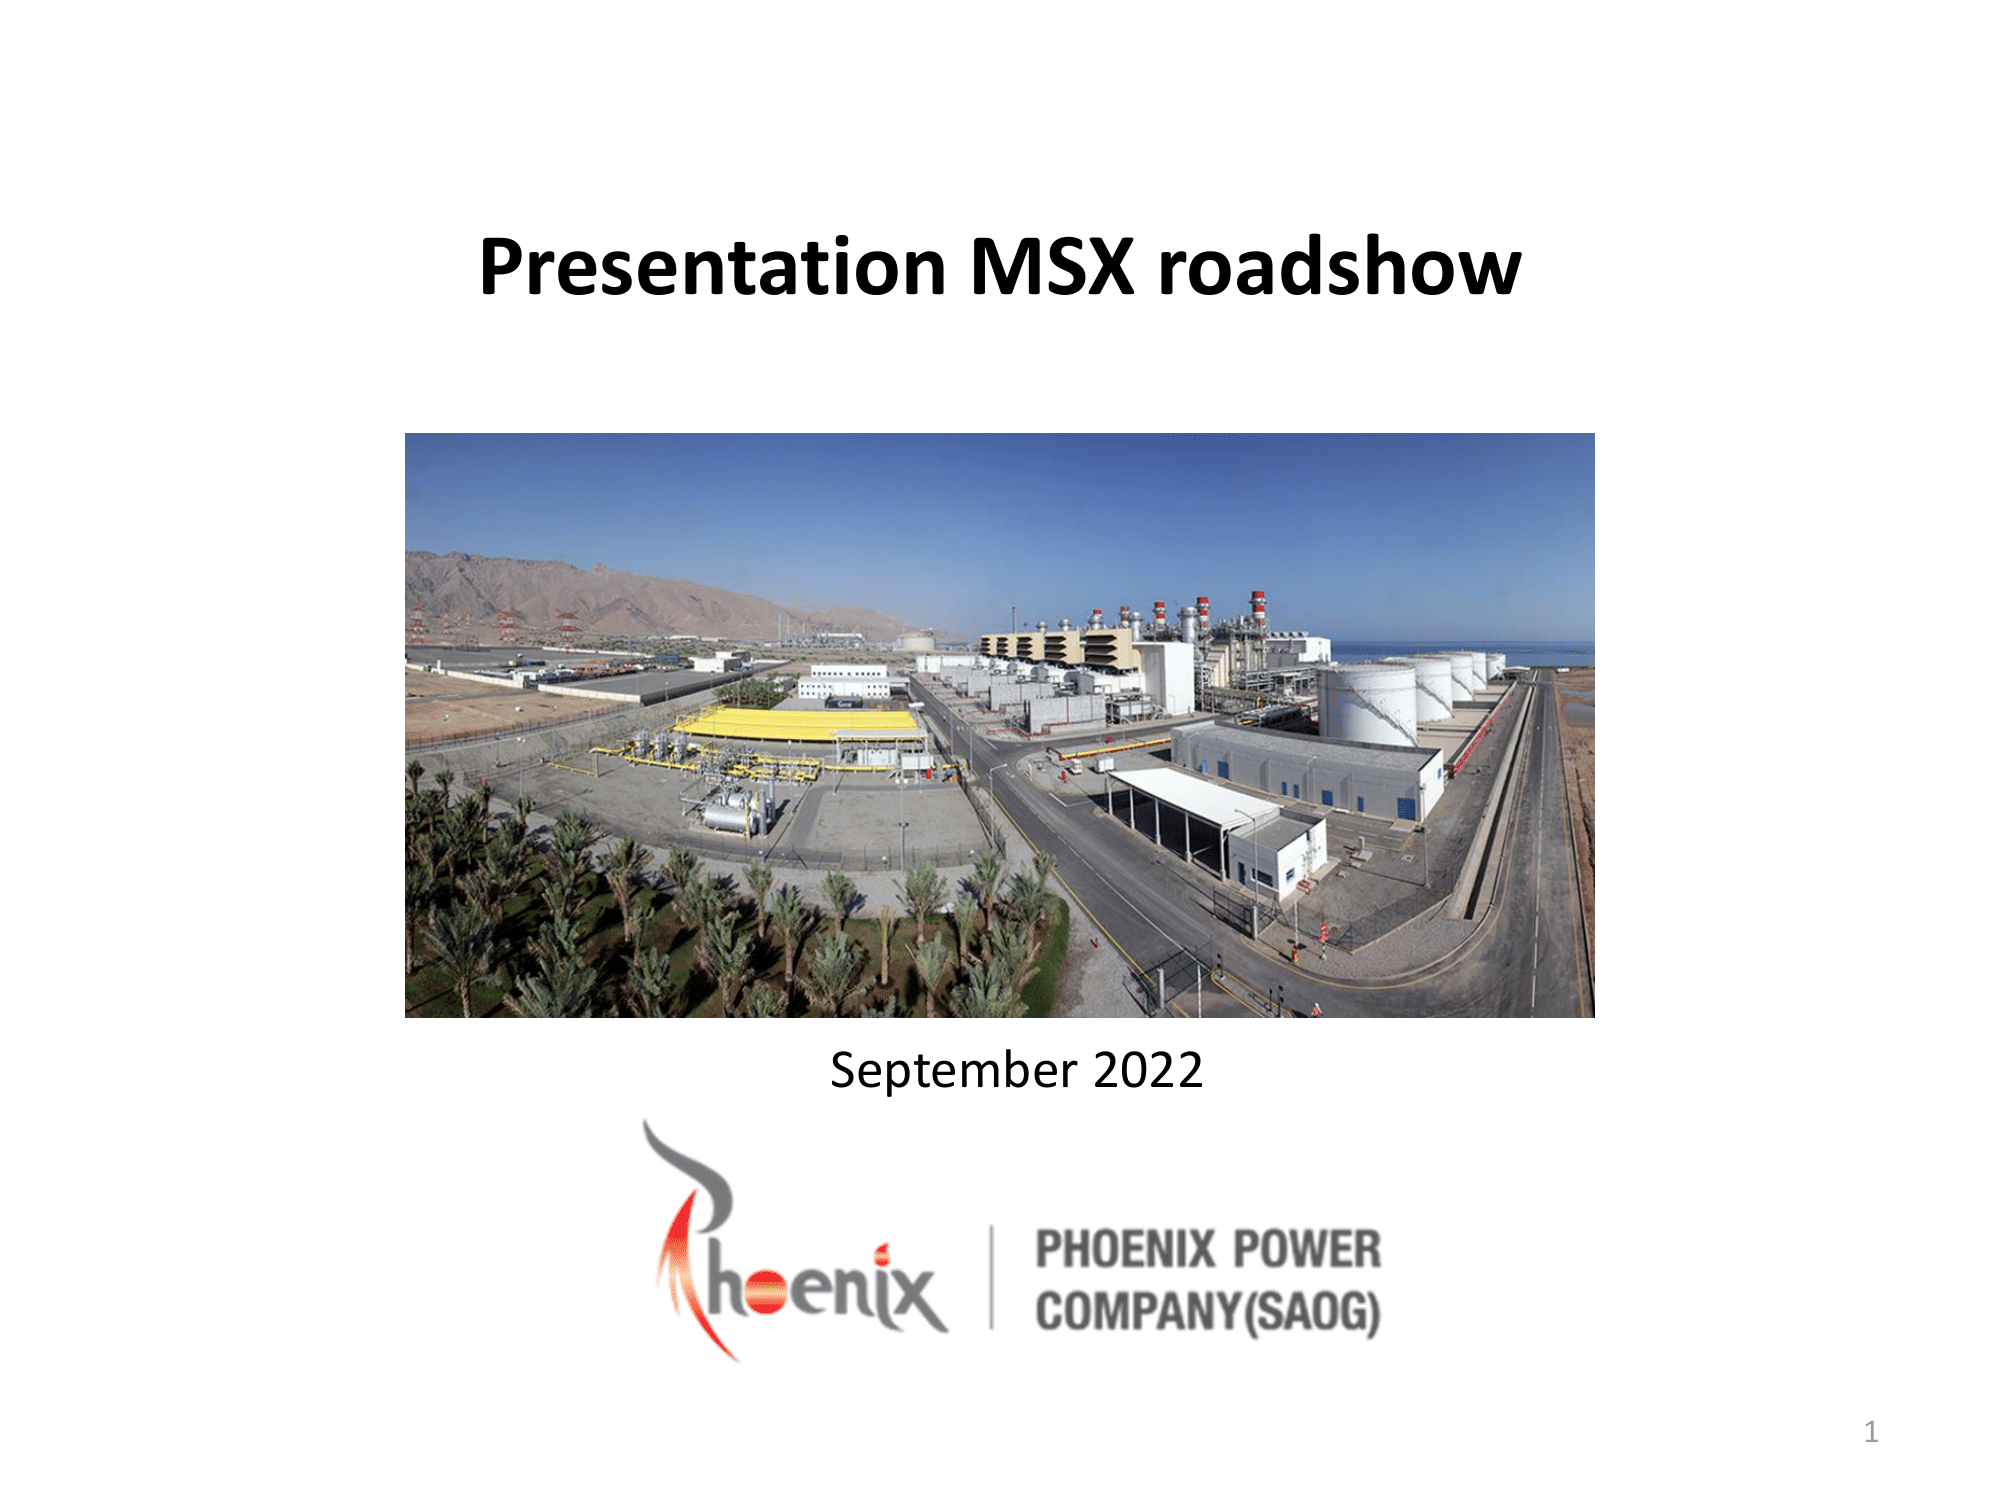 Presentation MSX roadshow
September 2022
Phoenix
PHOENIX POWER
COMPANY(SAOG)
1